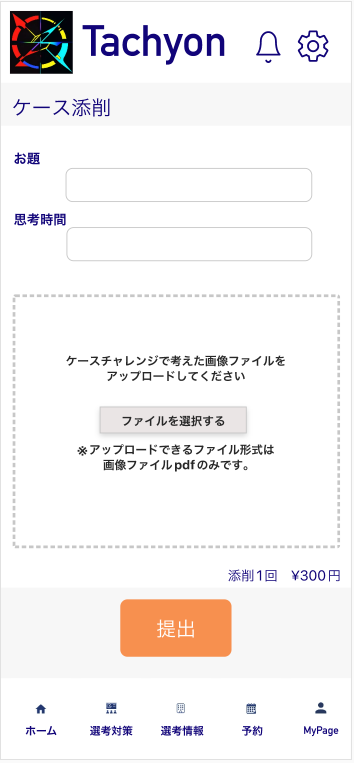 Tachyon
ケース添削
お題
思考時間
ケースチャレンジで考えた画像ファイルを
アップロードしてください
ファイルを選択する
※アップロードできるファイル形式は
画像ファイルpdfのみです。
添削1回 ¥300円
提出
ホーム 選考対策 選考情報 予約 MyPage